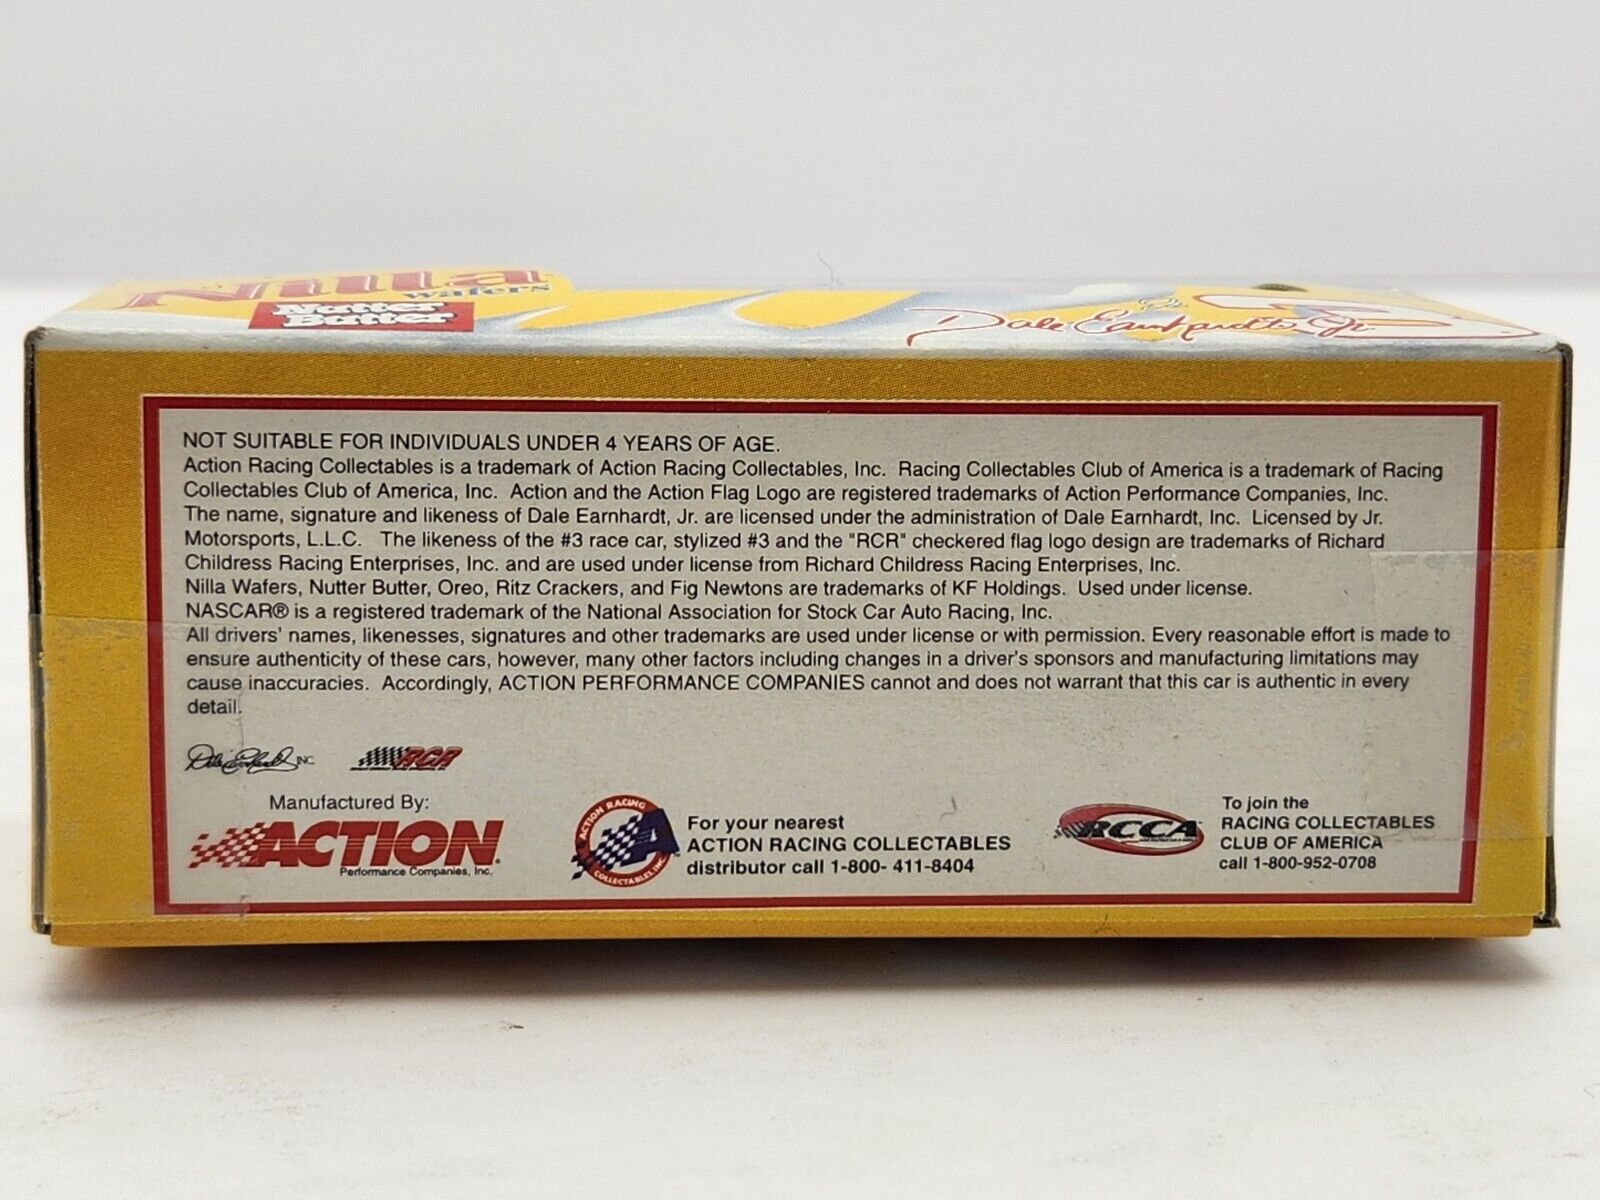 Nilla
wafers
Nutter
Butter
Dale Earnhardt Jr.
NOT SUITABLE FOR INDIVIDUALS UNDER 4 YEARS OF AGE.
Action Racing Collectables is a trademark of Action Racing Collectables, Inc.  Racing Collectables Club of America is a trademark of Racing
Collectables Club of America, Inc.  Action and the Action Flag Logo are registered trademarks of Action Performance Companies, Inc.
The name, signature and likeness of Dale Earnhardt, Jr. are licensed under the administration of Dale Earnhardt, Inc.  Licensed by Jr.
Motorsports, L.L.C.   The likeness of the #3 race car, stylized #3 and the "RCR" checkered flag logo design are trademarks of Richard
Childress Racing Enterprises, Inc. and are used under license from Richard Childress Racing Enterprises, Inc.
Nilla Wafers, Nutter Butter, Oreo, Ritz Crackers, and Fig Newtons are trademarks of KF Holdings.  Used under license.
NASCAR® is a registered trademark of the National Association for Stock Car Auto Racing, Inc.
All drivers' names, likenesses, signatures and other trademarks are used under license or with permission. Every reasonable effort is made to
ensure authenticity of these cars, however, many other factors including changes in a driver's sponsors and manufacturing limitations may
cause inaccuracies.  Accordingly, ACTION PERFORMANCE COMPANIES cannot and does not warrant that this car is authentic in every
detail.
Dale Earnhardt INC.
RCR
Manufactured By:
ACTION
Performance Companies, Inc.
ACTION RACING
A
COLLECTABLES, INC.
For your nearest
ACTION RACING COLLECTABLES
distributor call 1-800- 411-8404
RCCA
To join the
RACING COLLECTABLES
CLUB OF AMERICA
call 1-800-952-0708